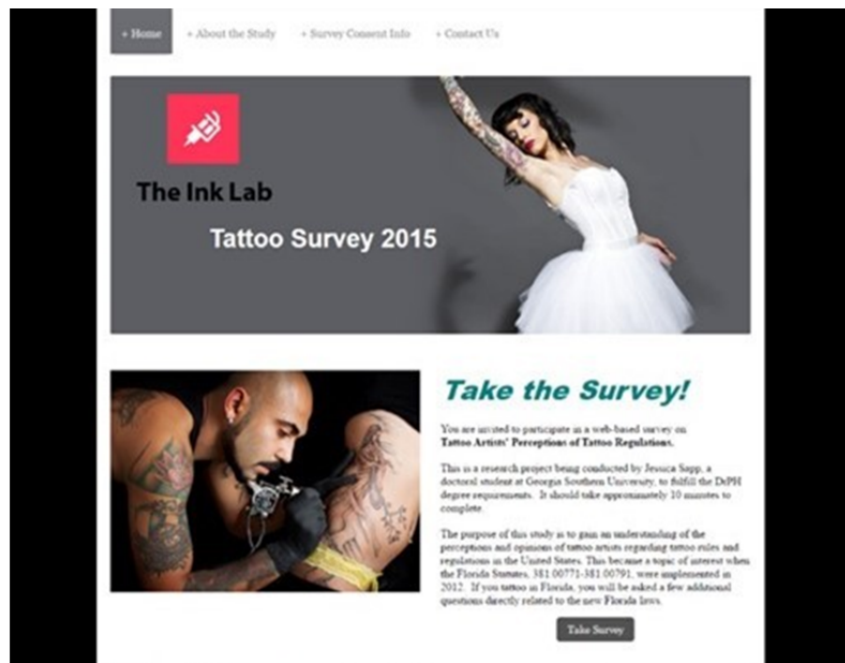 + Home + About the Study + Survey Consent Info + Contact Us
The Ink Lab
Tattoo Survey 2015
Take the Survey!
You are invited to participate in a web-based survey on
Tattoo Artists' Perceptions of Tattoo Regulations.
This is a research project being conducted by Jessica Sapp, a
doctoral student at Georgia Southern University, to fulfill the DrPH
degree requirements. It should take approximately 10 minutes to
complete.
The purpose of this study is to gain an understanding of the
perceptions and opinions of tattoo artists regarding tattoo rules and
regulations in the United States. This became a topic of interest when
the Florida Statutes, 381.00771-381.00791, were implemented in
2012. If you tattoo in Florida, you will be asked a few additional
questions directly related to the new Florida laws.
Take Survey